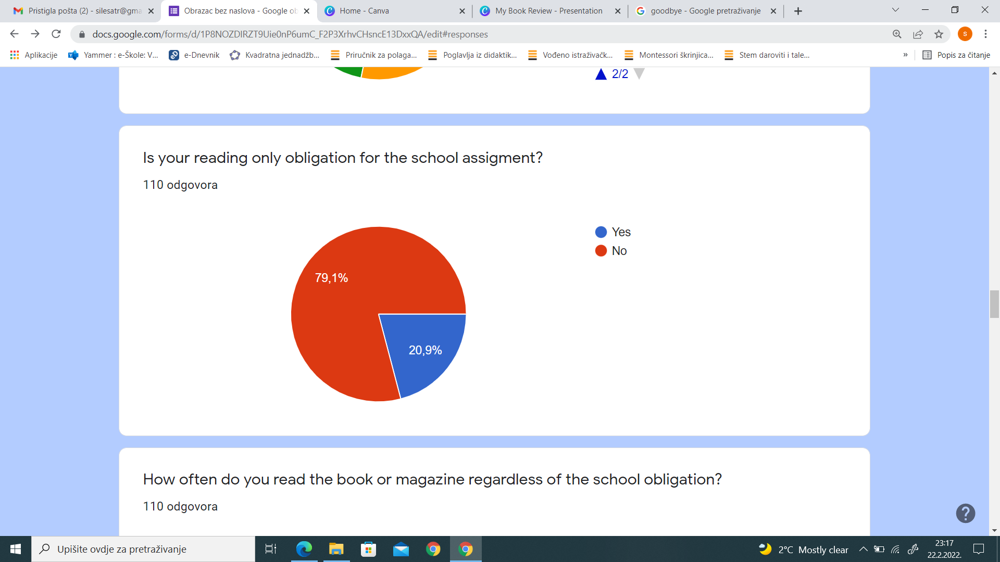 Pristigla pošta (2) - silesatr@gma
Obrazac bez naslova - Google ob
Home - Canva
My Book Review - Presentation
goodbye - Google pretraživanje
docs.google.com/forms/d/1P8NOZDIRZT9Uie0nP6umC_F2P3XrhvCHsncE13DxxQA/edit#responses
S
Aplikacije
Yammer : e-Škole: V...
e-Dnevnik
Kvadratna jednadžb...
Priručnik za polaga...
Poglavlja iz didaktik...
Vođeno istraživačk...
Montessori škrinjica...
Stem daroviti i tale...
»
Popis za čitanje
2/2
Is your reading only obligation for the school assigment?
110 odgovora
Yes
No
79,1%
20,9%
How often do you read the book or magazine regardless of the school obligation?
110 odgovora
Upišite ovdje za pretraživanje
2°C Mostly clear
23:17
22.2.2022.